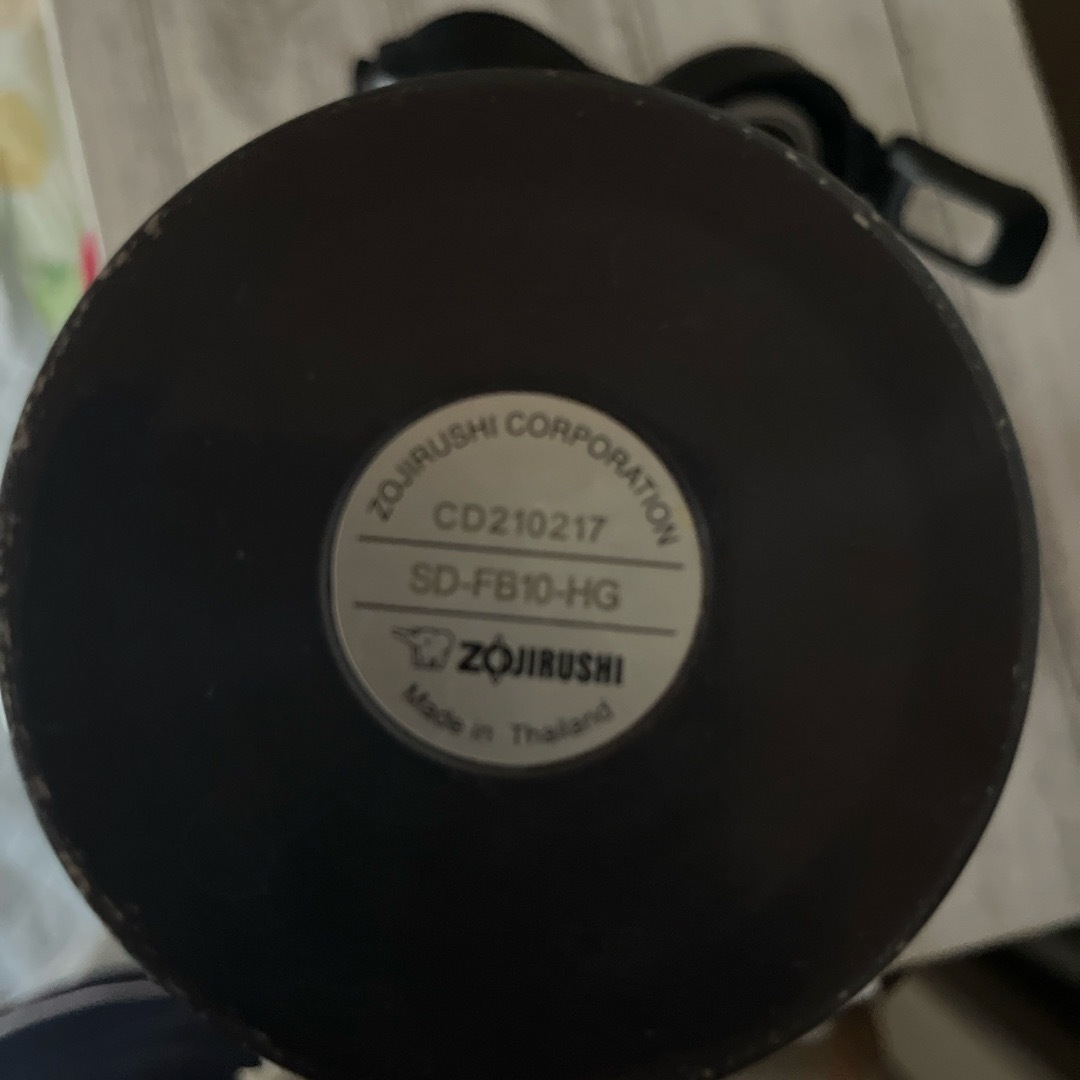 ZOJIRUSHI CORPORATION
CD210217
SD-FB10-HG
ZOJIRUSHI
Made in Thailand